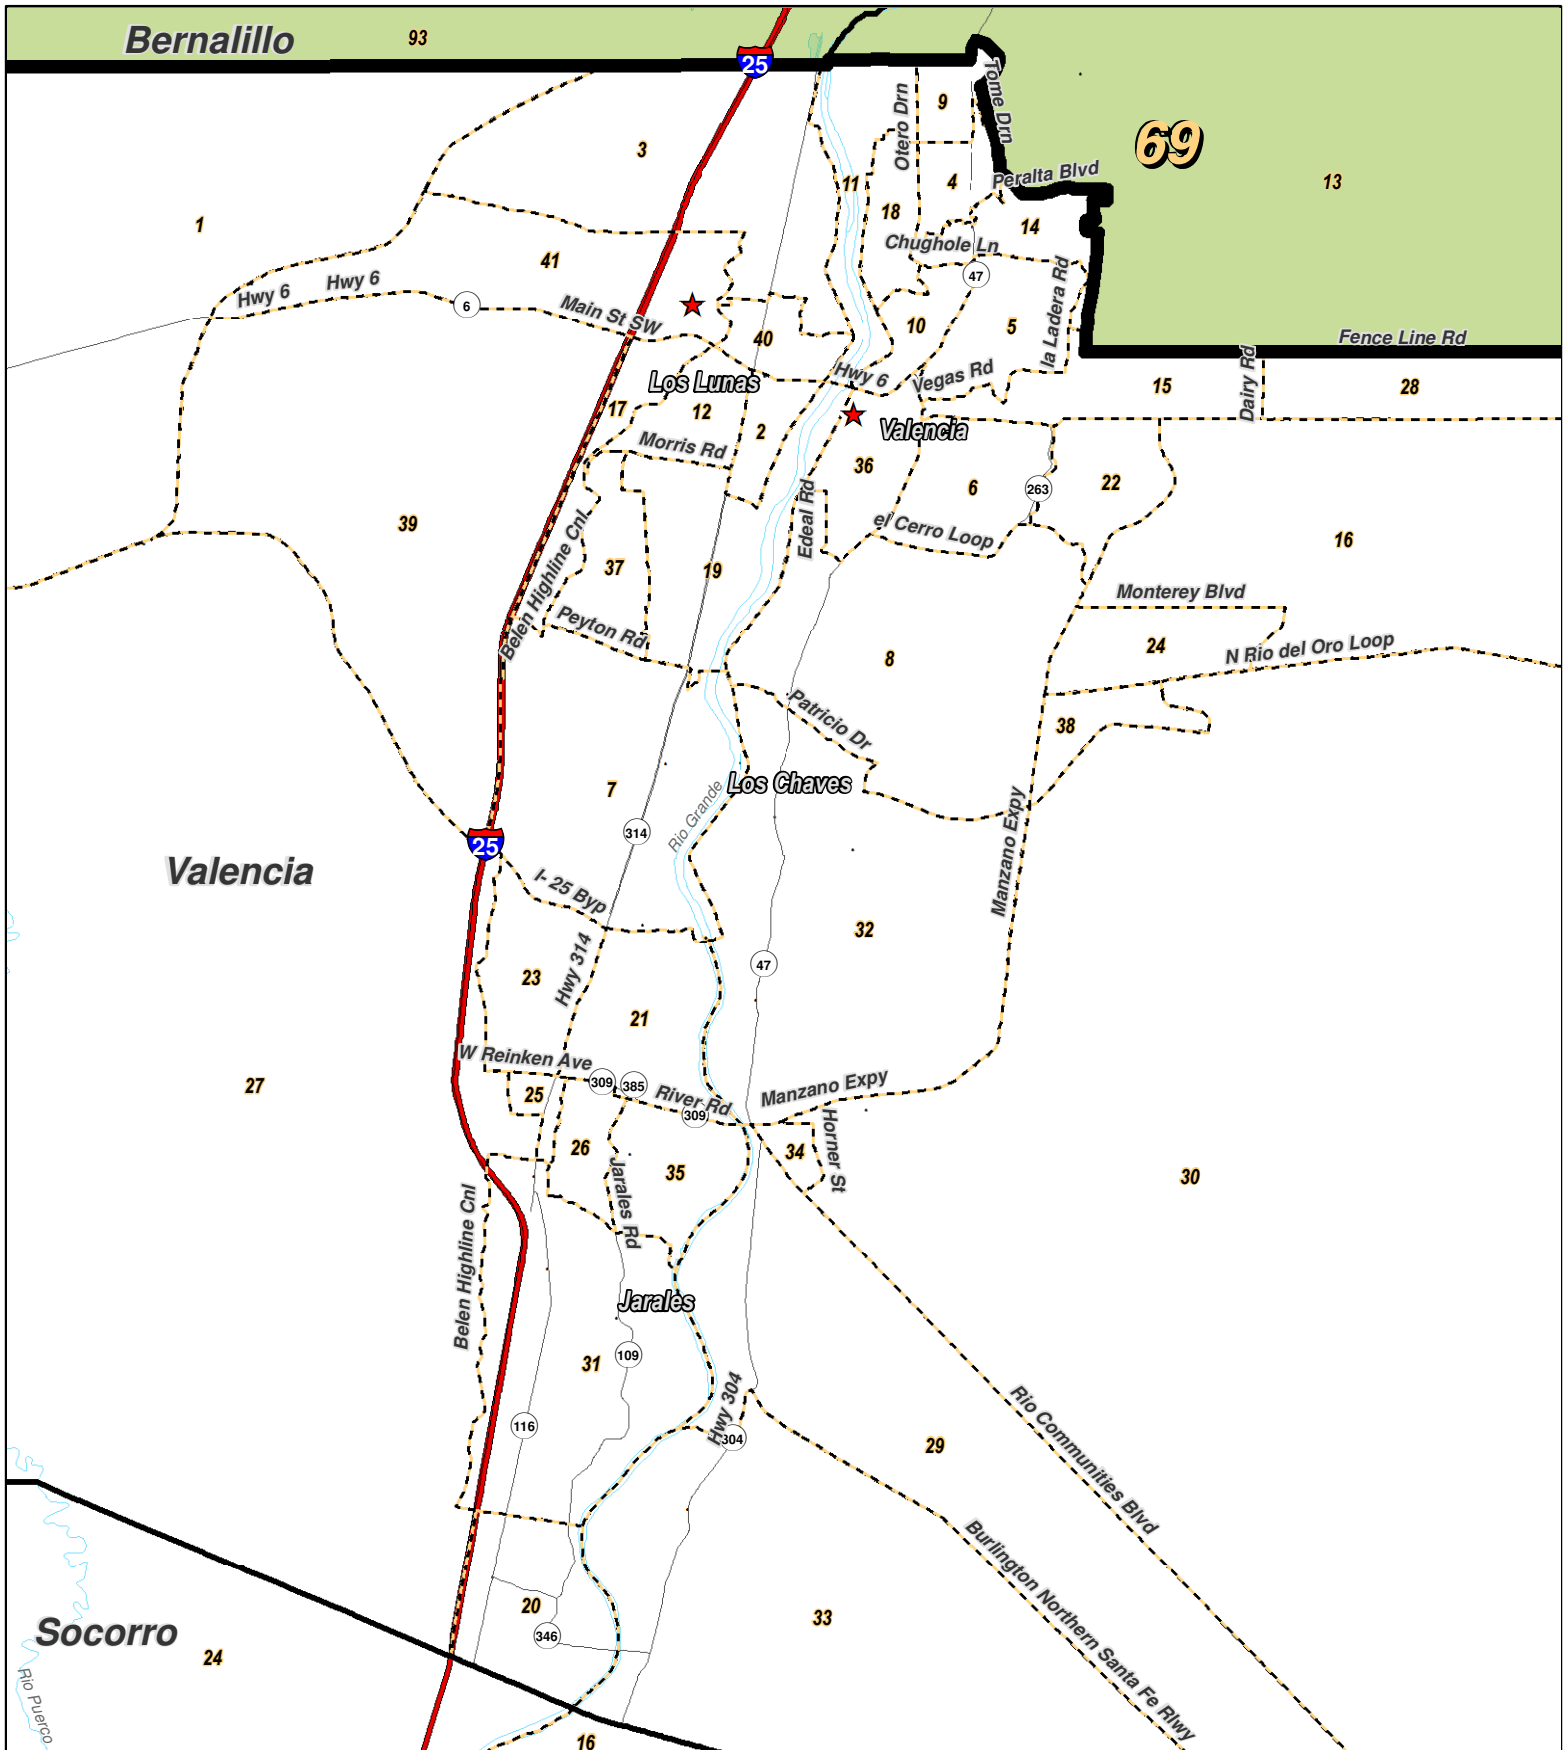 Bernalillo
93
25
Tome Drn
Otero Drn
9
69
3
11
4
Peralta Blvd
13
1
18
14
Chughole Ln
47
41
Hwy 6
Hwy 6
6
Main St SW
10
5
la Ladera Rd
40
Fence Line Rd
Hwy 6
Vegas Rd
Los Lunas
15
Dairy Rd
28
17
12
2
Valencia
Morris Rd
36
6
263
22
39
Edeal Rd
el Cerro Loop
16
Belen Highline Cnl
37
19
Monterey Blvd
Peyton Rd
8
24
N Rio del Oro Loop
38
Patricio Dr
Los Chaves
7
Rio Grande
314
25
Manzano Expy
Valencia
I- 25 Byp
32
Hwy 314
23
47
21
W Reinken Ave
309
385
27
25
River Rd
309
Manzano Expy
Horner St
26
34
35
Jarales Rd
30
Belen Highline Cnl
Jarales
31
109
Hwy 304
116
304
29
Rio Communities Blvd
Burlington Northern Santa Fe Rlwy
20
33
346
Socorro
24
Rio Puerco
16